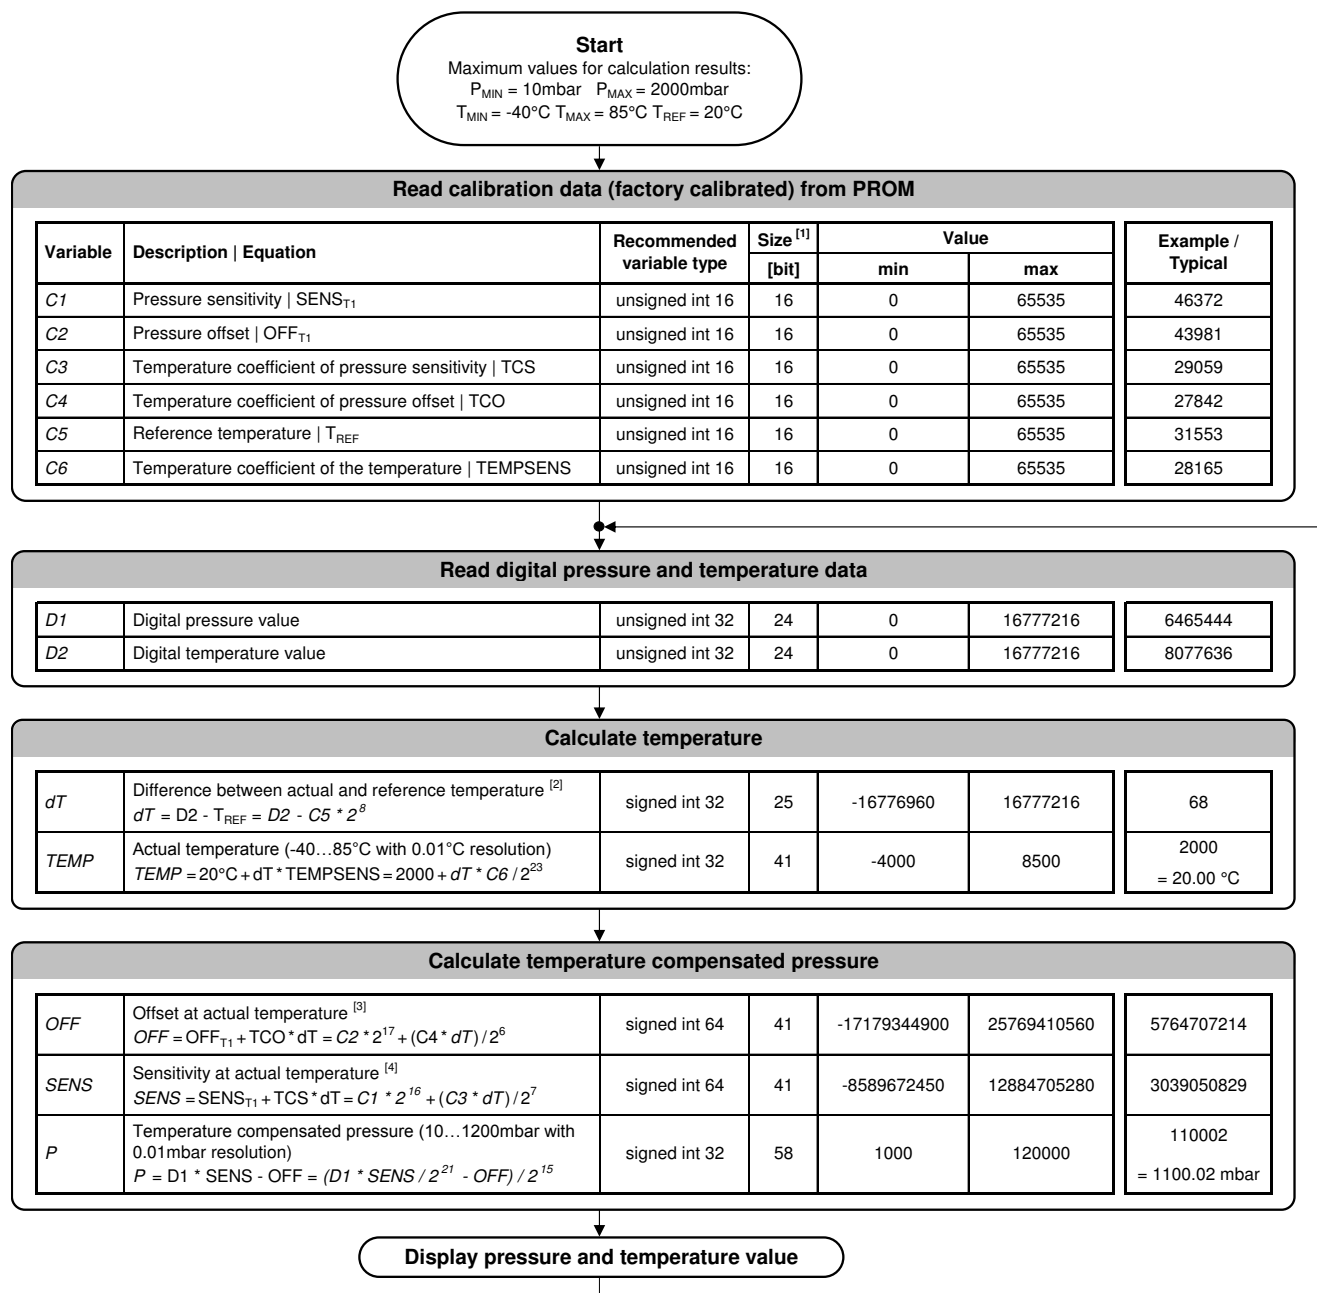 Start
Maximum values for calculation results:
P_MIN = 10mbar P_MAX = 2000mbar
T_MIN = -40°C T_MAX = 85°C T_REF = 20°C
Read calibration data (factory calibrated) from PROM
Variable Description | Equation Recommended variable type Size [1] [bit] Value min max Example / Typical
C1 Pressure sensitivity | SENS_T1 unsigned int 16 16 0 65535 46372
C2 Pressure offset | OFF_T1 unsigned int 16 16 0 65535 43981
C3 Temperature coefficient of pressure sensitivity | TCS unsigned int 16 16 0 65535 29059
C4 Temperature coefficient of pressure offset | TCO unsigned int 16 16 0 65535 27842
C5 Reference temperature | T_REF unsigned int 16 16 0 65535 31553
C6 Temperature coefficient of the temperature | TEMPSENS unsigned int 16 16 0 65535 28165
Read digital pressure and temperature data
D1 Digital pressure value unsigned int 32 24 0 16777216 6465444
D2 Digital temperature value unsigned int 32 24 0 16777216 8077636
Calculate temperature
dT Difference between actual and reference temperature [2]
dT = D2 - T_REF = D2 - C5 * 2^8 signed int 32 25 -16776960 16777216 68
TEMP Actual temperature (-40…85°C with 0.01°C resolution)
TEMP = 20°C + dT * TEMPSENS = 2000 + dT * C6 / 2^23 signed int 32 41 -4000 8500 2000
= 20.00 °C
Calculate temperature compensated pressure
OFF Offset at actual temperature [3]
OFF = OFF_T1 + TCO * dT = C2 * 2^17 + (C4 * dT) / 2^6 signed int 64 41 -17179344900 25769410560 5764707214
SENS Sensitivity at actual temperature [4]
SENS = SENS_T1 + TCS * dT = C1 * 2^16 + (C3 * dT) / 2^7 signed int 64 41 -8589672450 12884705280 3039050829
P Temperature compensated pressure (10…1200mbar with
0.01mbar resolution)
P = D1 * SENS - OFF = (D1 * SENS / 2^21 - OFF) / 2^15 signed int 32 58 1000 120000 110002
= 1100.02 mbar
Display pressure and temperature value